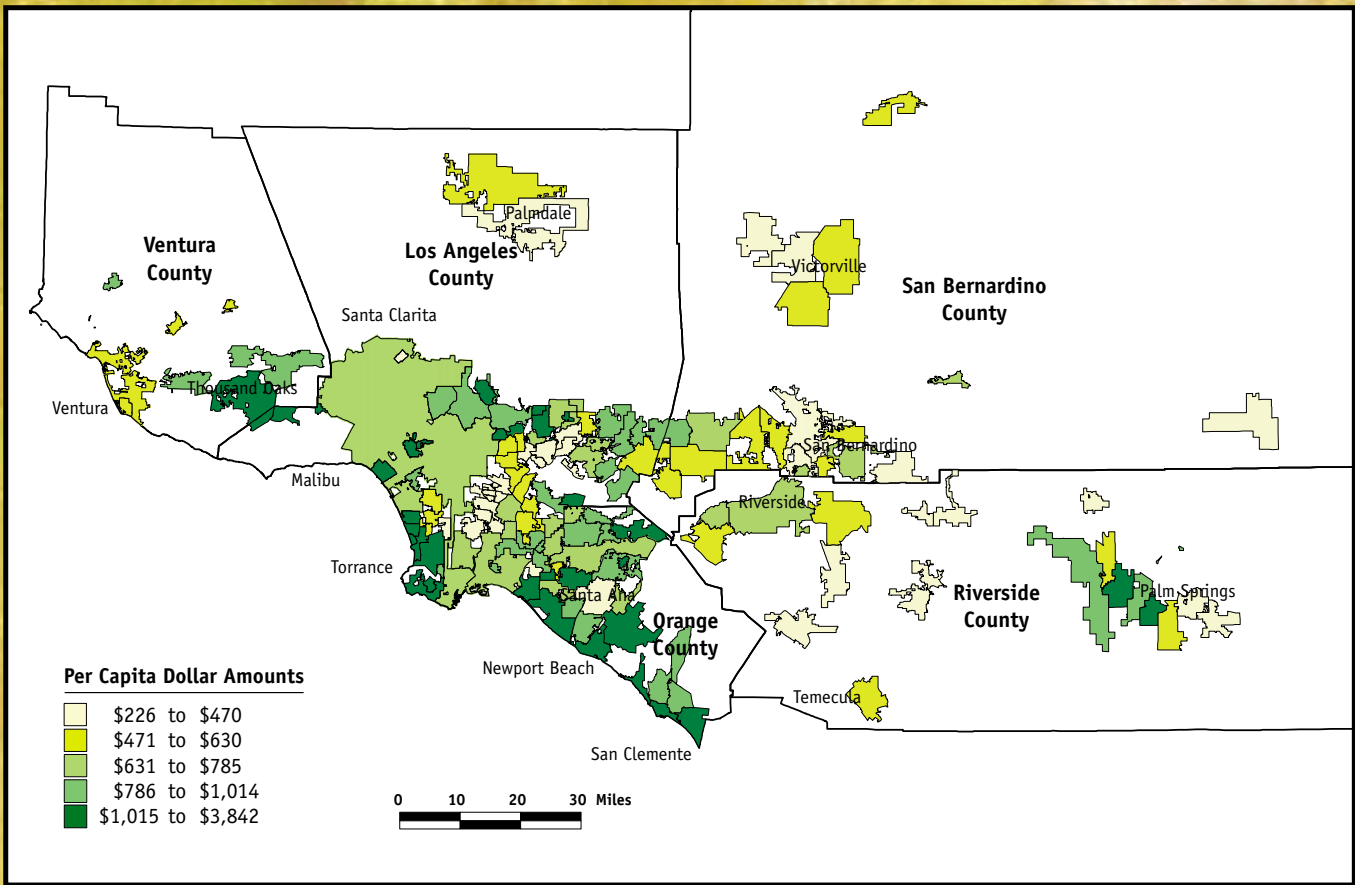 Ventura
County
Los Angeles
County
Palmdale
Victorville
San Bernardino
County
Santa Clarita
Thousand Oaks
Ventura
Malibu
San Bernardino
Riverside
Torrance
Santa Ana
Orange
County
Riverside
County
Palm Springs
Newport Beach
Temecula
San Clemente
Per Capita Dollar Amounts
$226 to $470
$471 to $630
$631 to $785
$786 to $1,014
$1,015 to $3,842
0 10 20 30 Miles